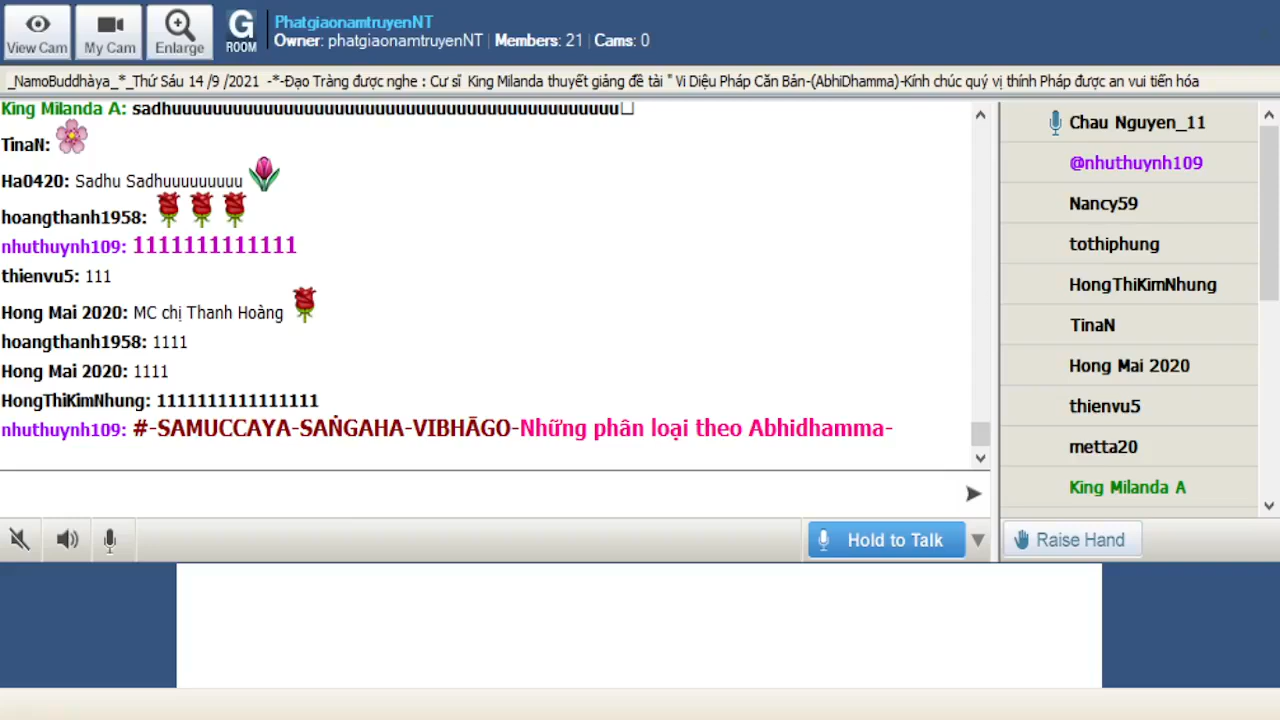 PhatgiaonamtruyenNT
View Cam My Cam Enlarge G ROOM Owner: phatgiaonamtruyenNT | Members: 21 | Cams: 0
_NamoBuddhàya_*_Thứ Sáu 14 /9 /2021 -*-Đạo Tràng được nghe : Cư sĩ King Milanda thuyết giảng đề tài " Vi Diệu Pháp Căn Bản-(AbhiDhamma)-Kính chúc quý vị thính Pháp được an vui tiến hóa
King Milanda A: sadhuuuuuuuuuuuuuuuuuuuuuuuuuuuuuuuuuuuuuuuuuuuuuuu
TinaN:
Ha0420: Sadhu Sadhuuuuuuuuu
hoangthanh1958:
nhuthuynh109: 1111111111111
thienvu5: 111
Hong Mai 2020: MC chị Thanh Hoàng
hoangthanh1958: 1111
Hong Mai 2020: 1111
HongThiKimNhung: 1111111111111111
nhuthuynh109: #-SAMUCCAYA-SAṄGAHA-VIBHĀGO-Những phân loại theo Abhidhamma-
Chau Nguyen_11
@nhuthuynh109
Nancy59
tothiphung
HongThiKimNhung
TinaN
Hong Mai 2020
thienvu5
metta20
King Milanda A
Hold to Talk
Raise Hand